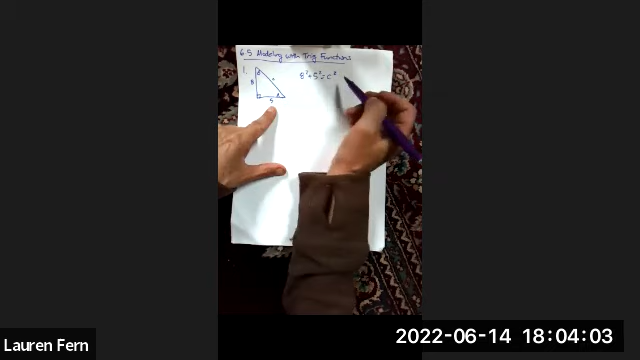 6.5 Modeling with Trig Functions
1.
8² + 5² = c²
8
5
Lauren Fern
2022-06-14 18:04:03